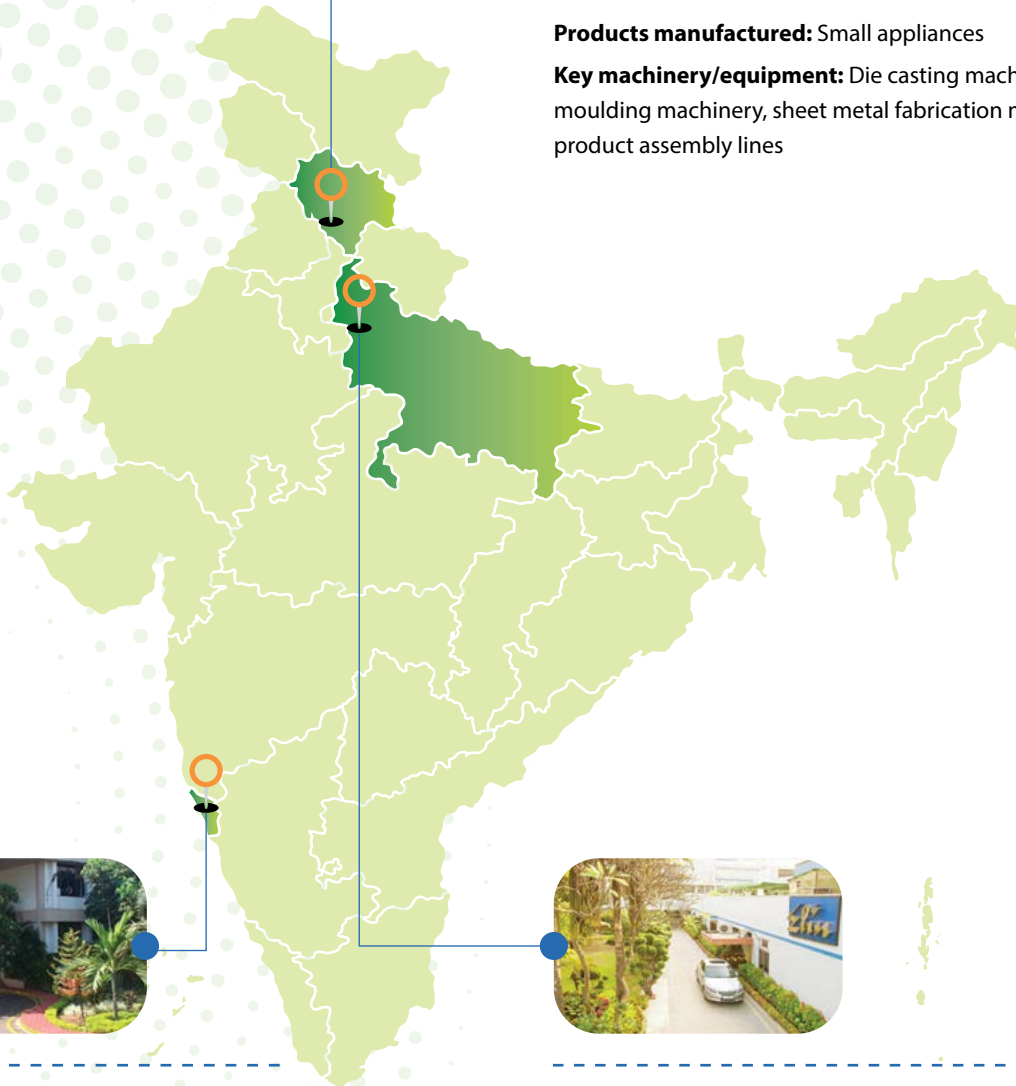 Products manufactured: Small appliances
Key machinery/equipment: Die casting mach
moulding machinery, sheet metal fabrication
product assembly lines